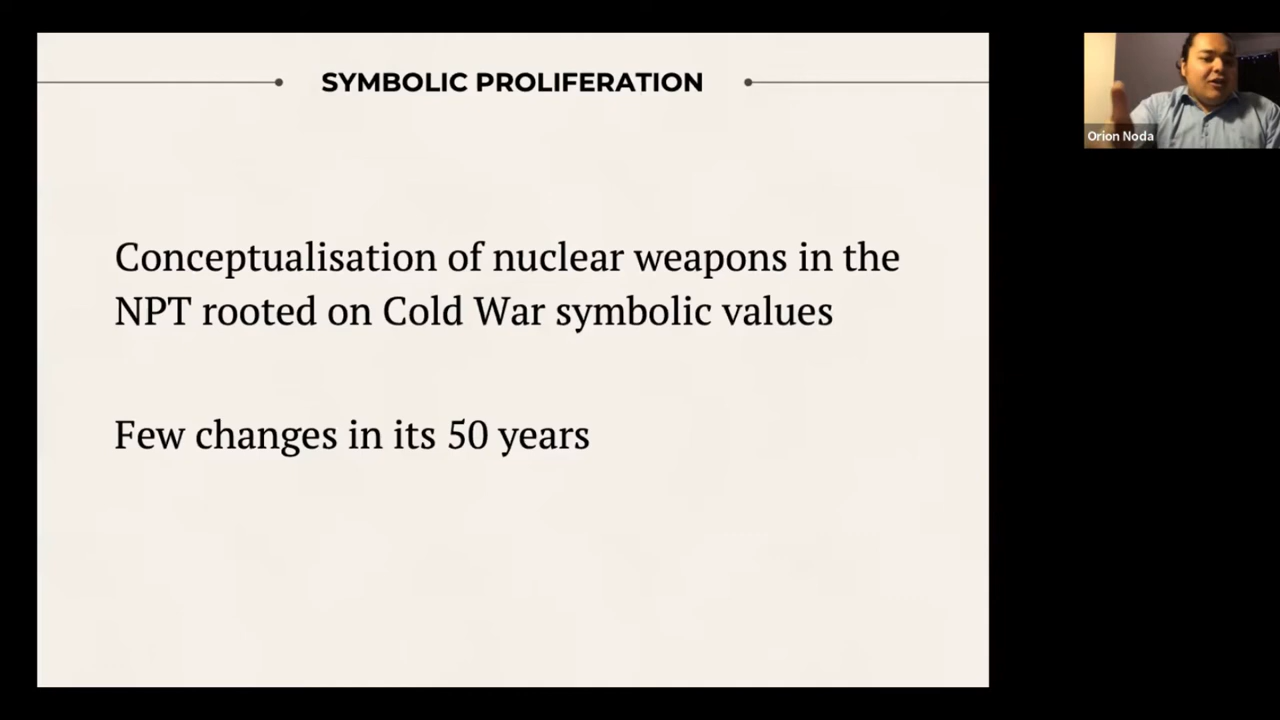 SYMBOLIC PROLIFERATION
Orion Noda
Conceptualisation of nuclear weapons in the
NPT rooted on Cold War symbolic values
Few changes in its 50 years